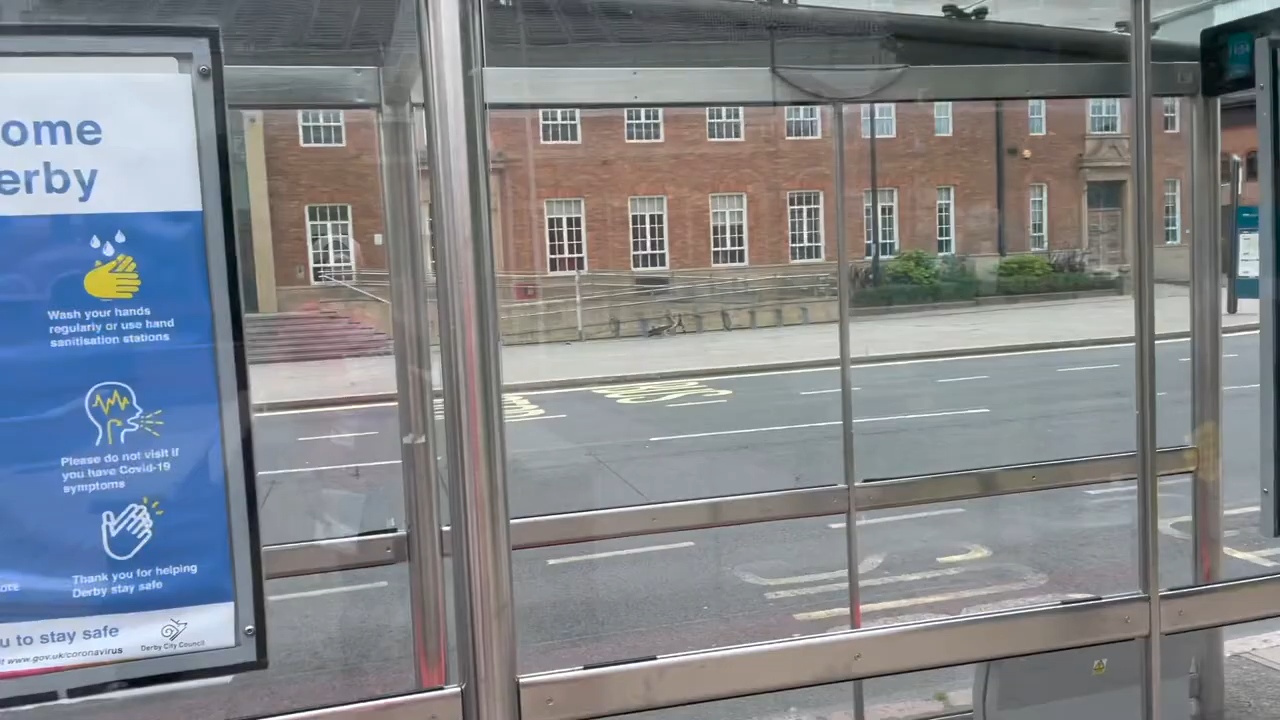 ome
erby
Wash your hands
regularly or use hand
sanitisation stations
Please do not visit if
you have Covid-19
symptoms
Thank you for helping
Derby stay safe
u to stay safe
www.gov.uk/coronavirus
Derby City Council
BUS